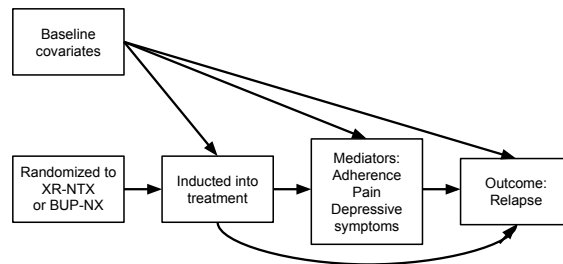 Baseline
covariates
Randomized to
XR-NTX
or BUP-NX
Inducted into
treatment
Mediators:
Adherence
Pain
Depressive
symptoms
Outcome:
Relapse